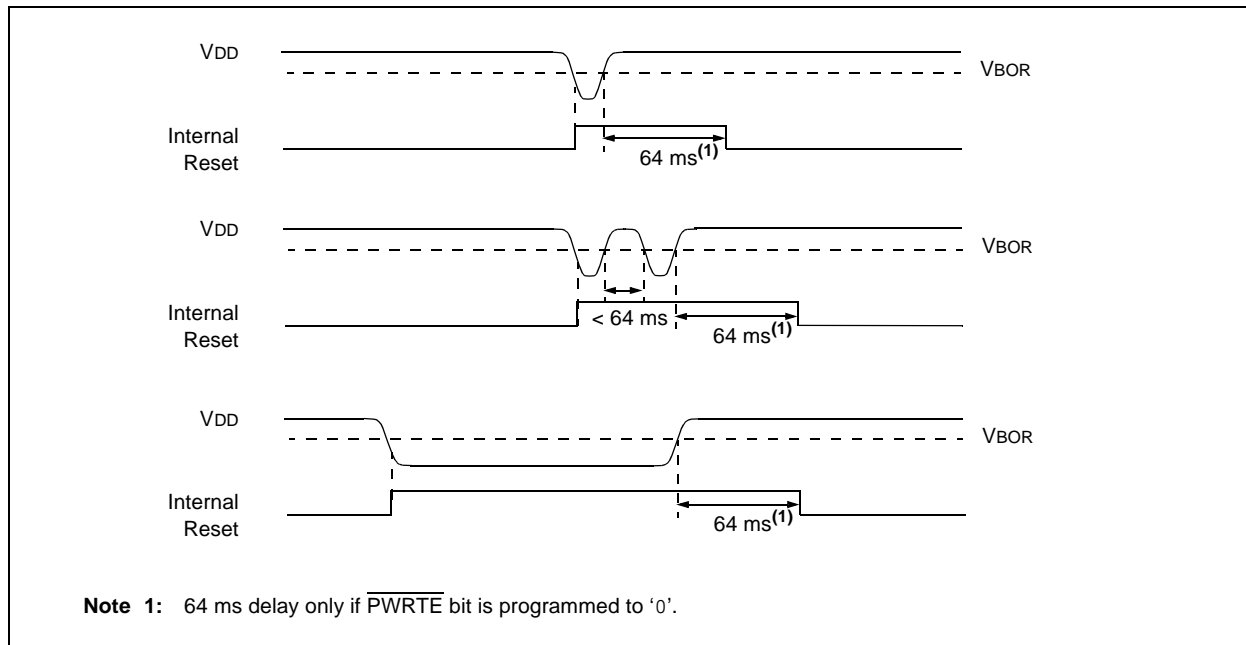 VDD
VBOR
Internal
Reset
64 ms(1)
VDD
VBOR
Internal
Reset
< 64 ms
64 ms(1)
VDD
VBOR
Internal
Reset
64 ms(1)
Note 1: 64 ms delay only if PWRTE bit is programmed to ‘0’.